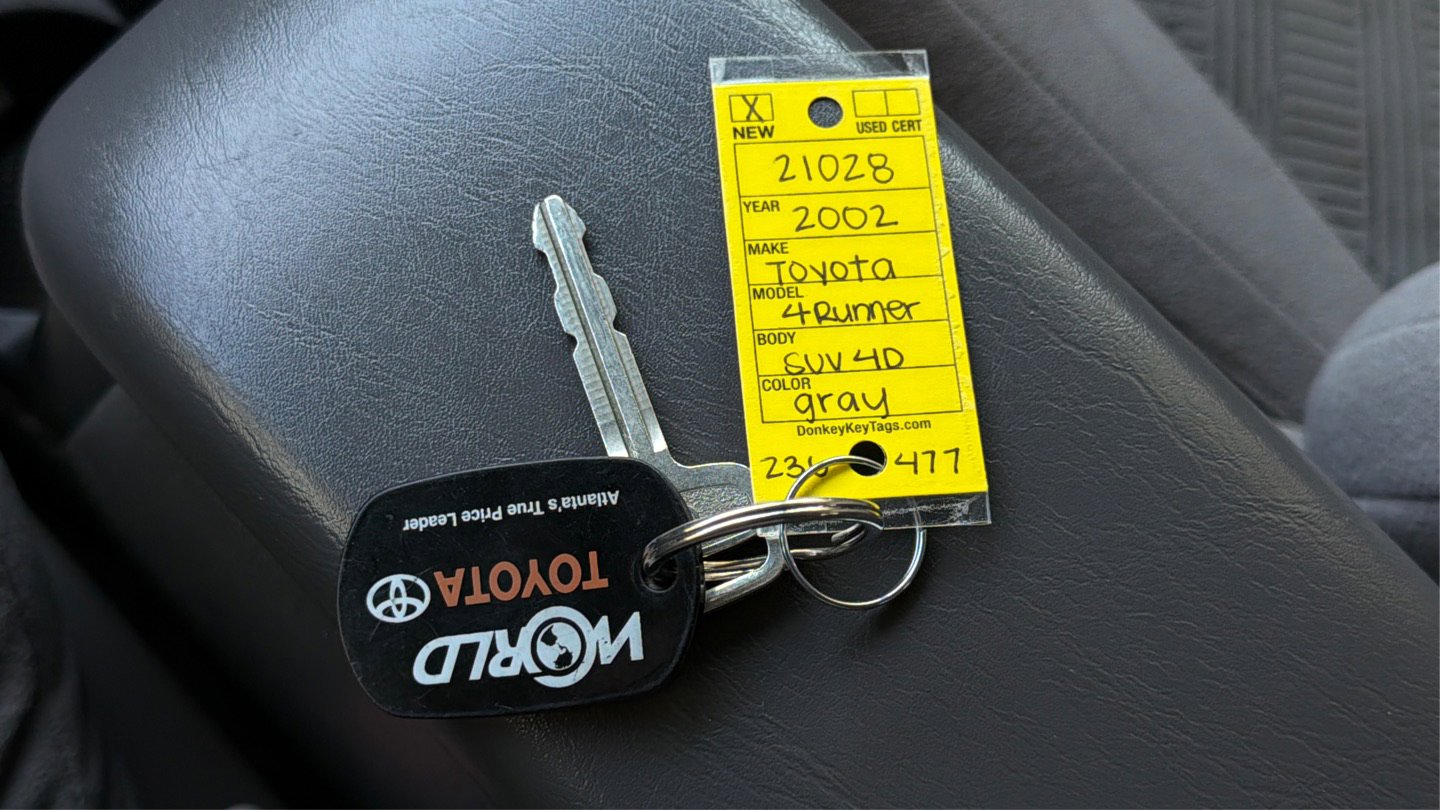 X
NEW USED CERT
21028
YEAR 2002
MAKE Toyota
MODEL 4Runner
BODY SUV 4D
COLOR gray
DonkeyKeyTags.com
477
WORLD
TOYOTA
Atlanta's True Price Leader